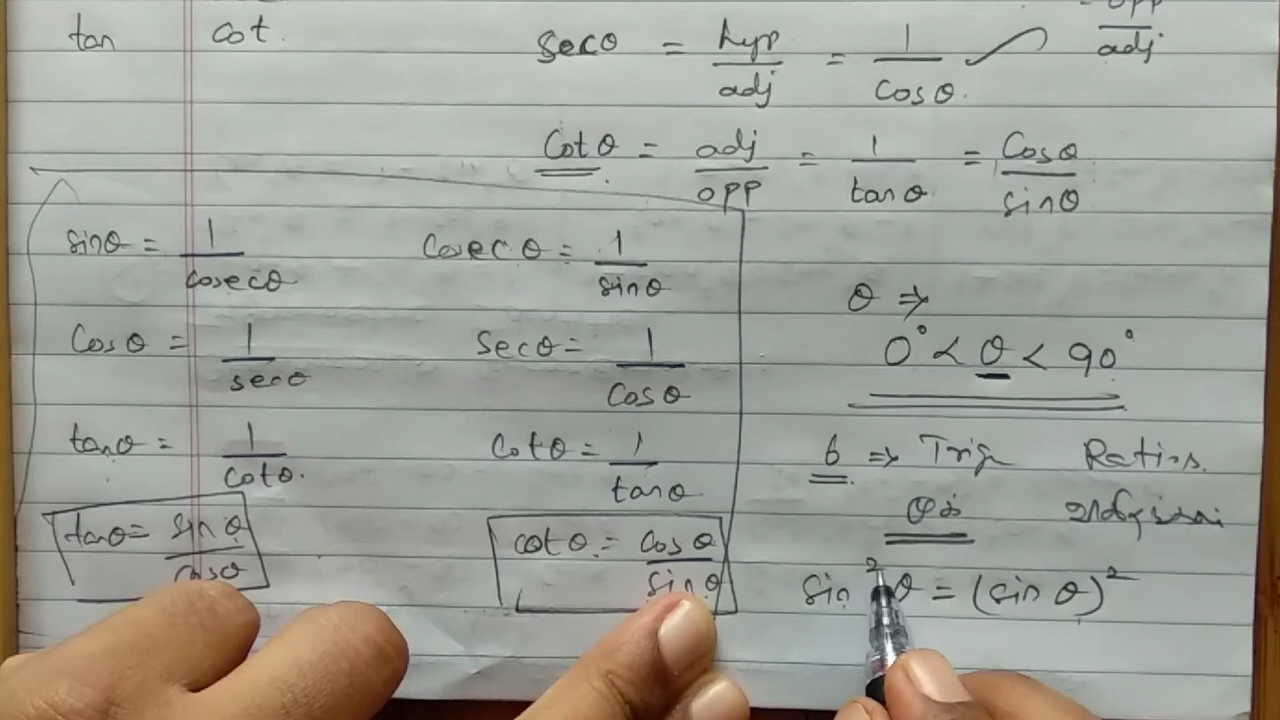 tan cot.
secθ = hyp/adj = 1/cosθ.
= opp/adj
cotθ = adj/opp = 1/tanθ = cosθ/sinθ
sinθ = 1/cosecθ
cosecθ = 1/sinθ
cosθ = 1/secθ
secθ = 1/cosθ
tanθ = 1/cotθ.
cotθ = 1/tanθ
tanθ = sinθ/cosθ
cotθ = cosθ/sinθ
θ ⇒
0° < θ < 90°
6 ⇒ Trig Ratios.
sin²θ = (sin θ)²